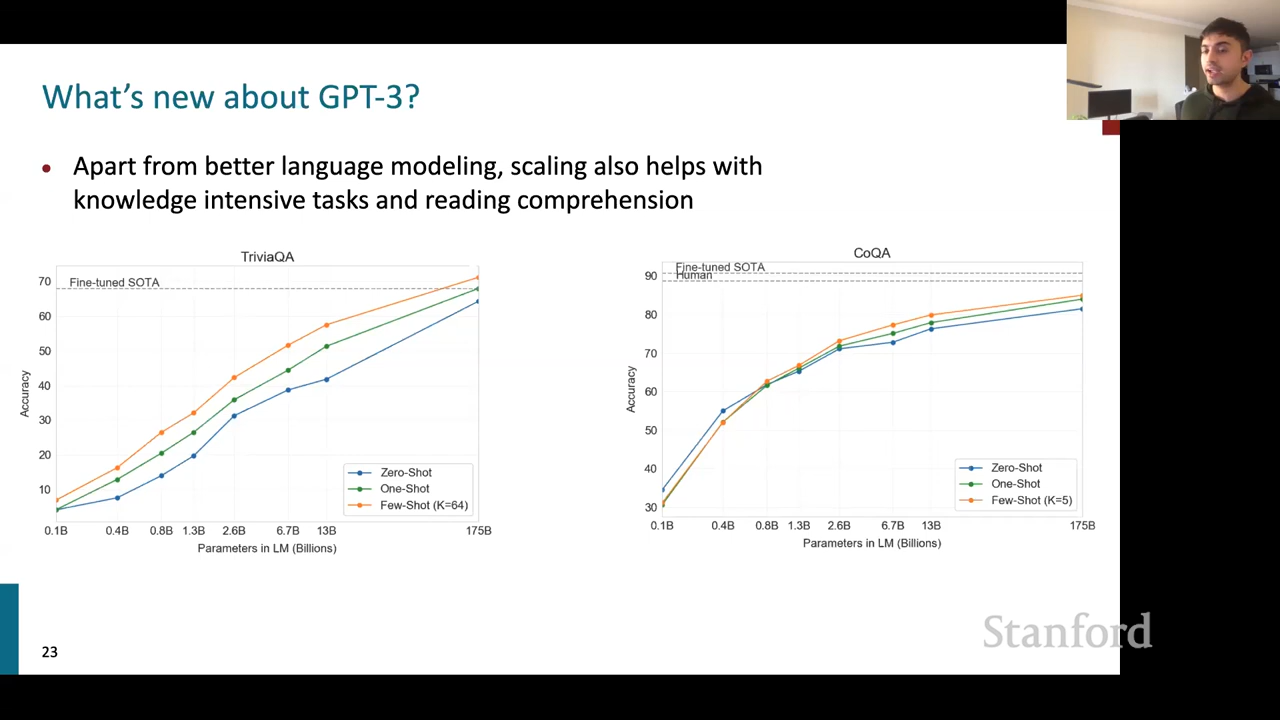 What's new about GPT-3?
• Apart from better language modeling, scaling also helps with
knowledge intensive tasks and reading comprehension
TriviaQA
Fine-tuned SOTA
70
60
50
40
30
20
10
Accuracy
Zero-Shot
One-Shot
Few-Shot (K=64)
0.1B 0.4B 0.8B 1.3B 2.6B 6.7B 13B 175B
Parameters in LM (Billions)
CoQA
Fine-tuned SOTA
Human
90
80
70
60
50
40
30
Accuracy
Zero-Shot
One-Shot
Few-Shot (K=5)
0.1B 0.4B 0.8B 1.3B 2.6B 6.7B 13B 175B
Parameters in LM (Billions)
Stanford
23